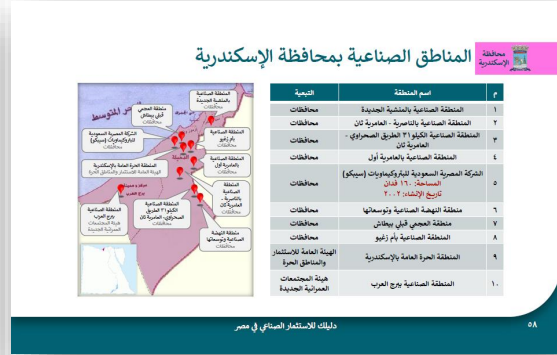 محافظة
الإسكندرية
المناطق الصناعية بمحافظة الإسكندرية
م اسم المنطقة التبعية
١ المنطقة الصناعية بالمنشية الجديدة محافظات
٢ المنطقة الصناعية بالناصرية - العامرية ثان محافظات
٣ المنطقة الصناعية الكيلو ٣١ الطريق الصحراوي - محافظات
العامرية ثان
٤ المنطقة الصناعية بالعامرية أول محافظات
٥ الشركة المصرية السعودية للبتروكيماويات (سيبكو) محافظات
المساحة: ١٦٠ فدان
تاريخ الإنشاء: ٢٠٠٢
٦ منطقة النهضة الصناعية وتوسعاتها محافظات
٧ منطقة العجمي قبلي بيطاش محافظات
٨ المنطقة الصناعية بأم زغيو محافظات
٩ المنطقة الحرة العامة بالإسكندرية الهيئة العامة للاستثمار
والمناطق الحرة
١٠ المنطقة الصناعية ببرج العرب هيئة المجتمعات
العمرانية الجديدة
المنطقة الصناعية
بالمنشية الجديدة
محافظات
منطقة العجمي
قبلي بيطاش
محافظات
المتوسط
المنطقة الصناعية
بأم زغيو
محافظات
الشركة المصرية السعودية
للبتروكيماويات (سيبكو)
محافظات
المنطقة الصناعية
بالعامرية أول
محافظات
المنطقة الحرة العامة بالإسكندرية
الهيئة العامة للاستثمار والمناطق الحرة
المنطقة
الصناعية
بالناصرية -
العامرية ثان
محافظات
المنطقة الصناعية
الكيلو ٣١ الطريق
الصحراوي- العامرية ثان
محافظات
المنطقة الصناعية
ببرج العرب
هيئة المجتمعات
العمرانية الجديدة
منطقة النهضة
الصناعية وتوسعاتها
محافظات
دليلك للاستثمار الصناعي في مصر
٥٨